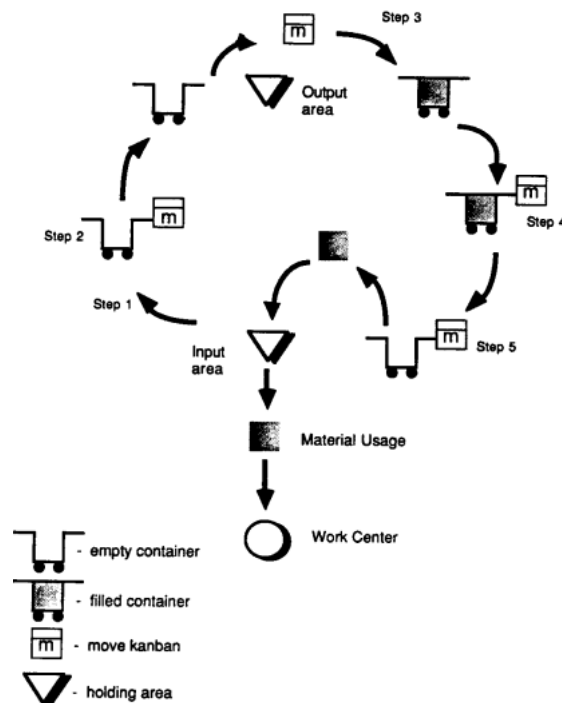 m
Step 3
Output
area
m
Step 4
Step 2
m
Step 1
m
Step 5
Input
area
Material Usage
Work Center
- empty container
- filled container
m - move kanban
- holding area